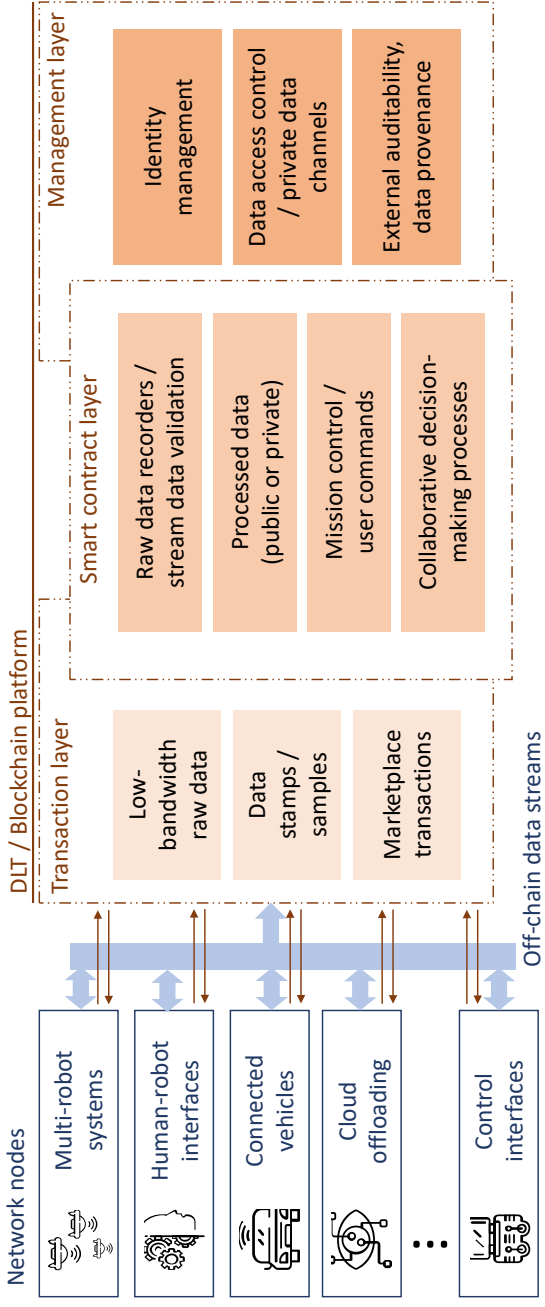 Network nodes
Multi-robot
systems
Human-robot
interfaces
Connected
vehicles
Cloud
offloading
Control
interfaces
Off-chain data streams
DLT / Blockchain platform
Transaction layer
Low-
bandwidth
raw data
Data
stamps /
samples
Marketplace
transactions
Smart contract layer
Raw data recorders /
stream data validation
Processed data
(public or private)
Mission control /
user commands
Collaborative decision-
making processes
Management layer
Identity
management
Data access control
/ private data
channels
External auditability,
data provenance